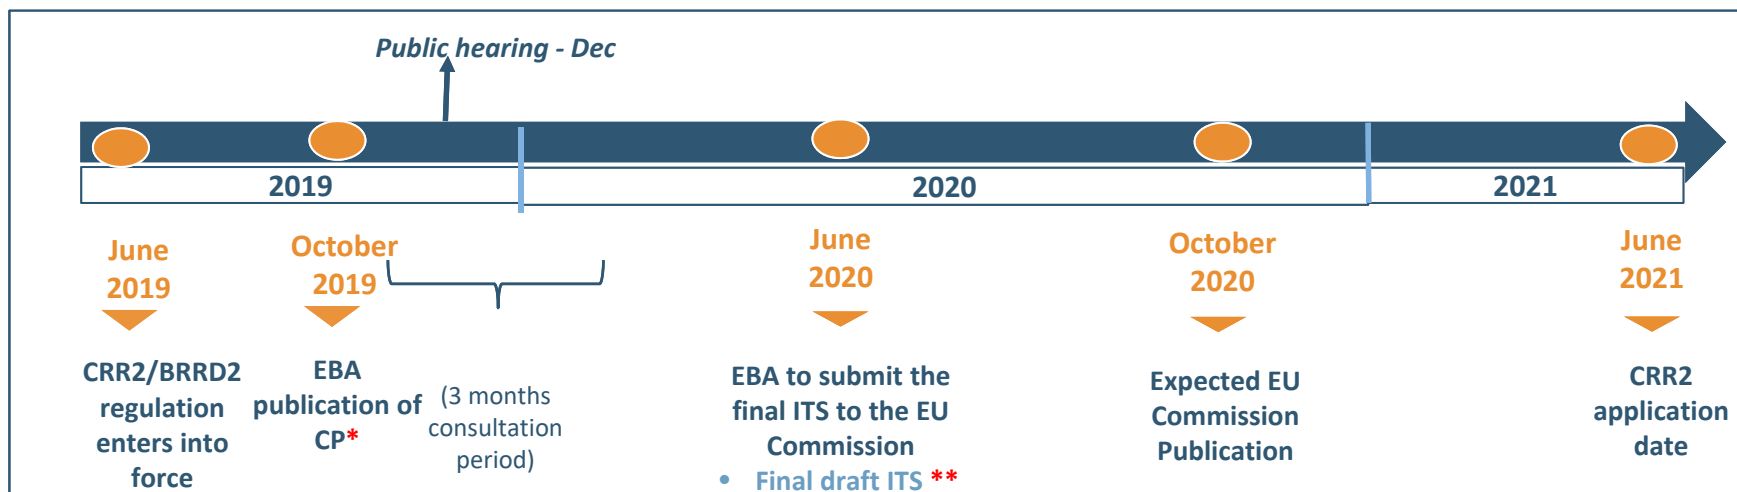 Public hearing - Dec
2019
2020
2021
June
2019
October
2019
June
2020
October
2020
June
2021
CRR2/BRRD2
regulation
enters into
force
EBA
publication of
CP*
(3 months
consultation
period)
EBA to submit the
final ITS to the EU
Commission
• Final draft ITS **
Expected EU
Commission
Publication
CRR2
application
date